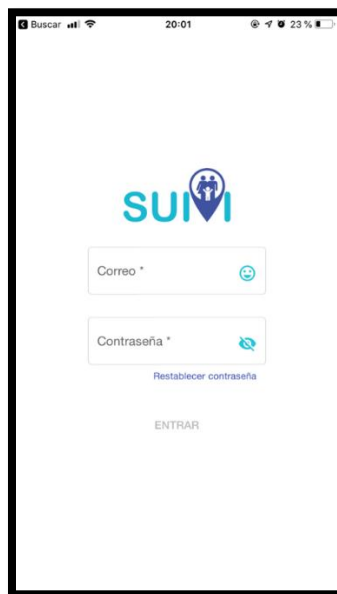 Buscar 20:01 23 %
SUIVI
Correo *
Contraseña *
Restablecer contraseña
ENTRAR